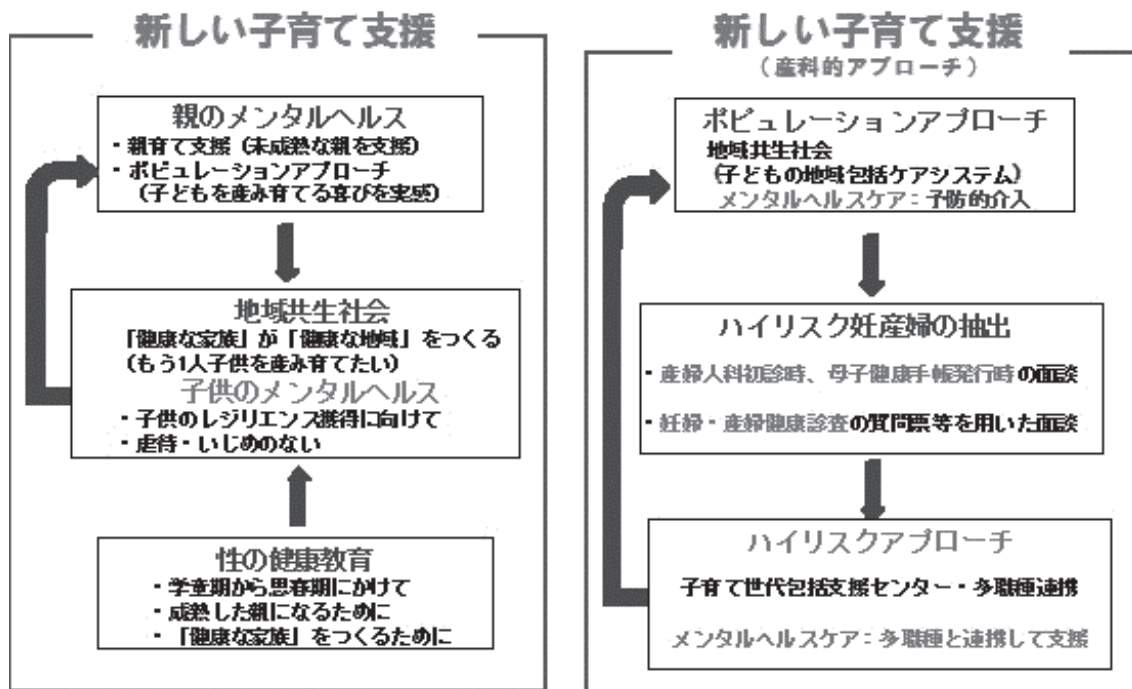 新しい子育て支援
親のメンタルヘルス
・親育て支援（未成熟な親を支援）
・ポピュレーションアプローチ
（子どもを産み育てる喜びを実感）
地域共生社会
「健康な家族」が「健康な地域」をつくる
（もう1人子供を産み育てたい）
子供のメンタルヘルス
・子供のレジリエンス獲得に向けて
・虐待・いじめのない
性の健康教育
・学童期から思春期にかけて
・成熟した親になるために
・「健康な家族」をつくるために
新しい子育て支援
（産科的アプローチ）
ポピュレーションアプローチ
地域共生社会
（子どもの地域包括ケアシステム）
メンタルヘルスケア：予防的介入
ハイリスク妊産婦の抽出
・産婦人科初診時、母子健康手帳発行時の面談
・妊婦・産婦健康診査の質問票等を用いた面談
ハイリスクアプローチ
子育て世代包括支援センター・多職種連携
メンタルヘルスケア：多職種と連携して支援